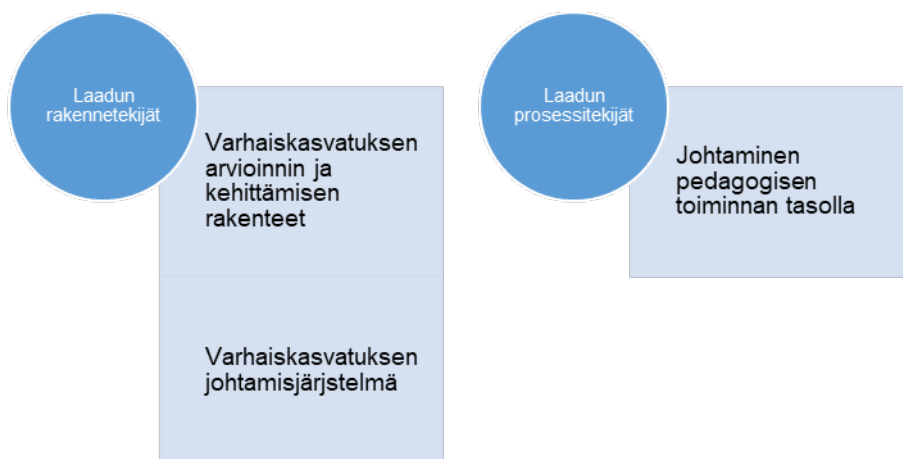 Laadun
rakennetekijät
Varhaiskasvatuksen
arvioinnin ja
kehittämisen
rakenteet
Varhaiskasvatuksen
johtamisjärjstelmä
Laadun
prosessitekijät
Johtaminen
pedagogisen
toiminnan tasolla